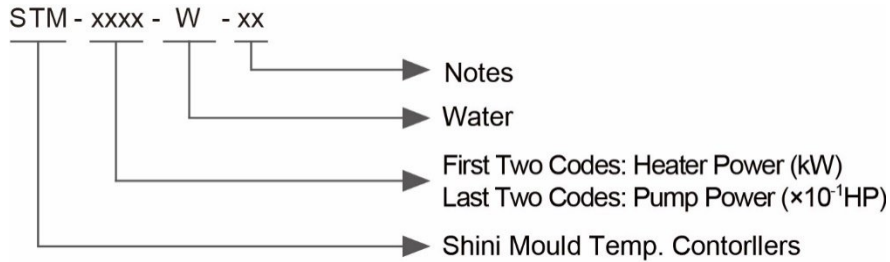 STM - xxxx - W - xx
Notes
Water
First Two Codes: Heater Power (kW)
Last Two Codes: Pump Power (×10⁻¹HP)
Shini Mould Temp. Contorllers